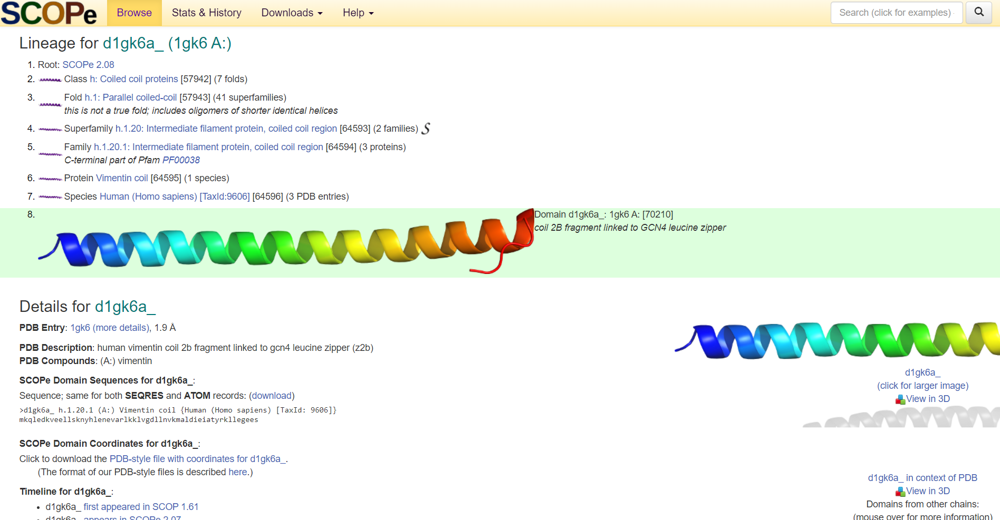 SCOPe Browse Stats & History Downloads Help Search (click for examples)
Lineage for d1gk6a_ (1gk6 A:)
1. Root: SCOPe 2.08
2. Class h: Coiled coil proteins [57942] (7 folds)
3. Fold h.1: Parallel coiled-coil [57943] (41 superfamilies)
this is not a true fold; includes oligomers of shorter identical helices
4. Superfamily h.1.20: Intermediate filament protein, coiled coil region [64593] (2 families) S
5. Family h.1.20.1: Intermediate filament protein, coiled coil region [64594] (3 proteins)
C-terminal part of Pfam PF00038
6. Protein Vimentin coil [64595] (1 species)
7. Species Human (Homo sapiens) [TaxId:9606] [64596] (3 PDB entries)
8. Domain d1gk6a_: 1gk6 A: [70210]
coil 2B fragment linked to GCN4 leucine zipper
Details for d1gk6a_
PDB Entry: 1gk6 (more details), 1.9 Å
PDB Description: human vimentin coil 2b fragment linked to gcn4 leucine zipper (z2b)
PDB Compounds: (A:) vimentin
SCOPe Domain Sequences for d1gk6a_:
Sequence; same for both SEQRES and ATOM records: (download)
>d1gk6a_ h.1.20.1 (A:) Vimentin coil {Human (Homo sapiens) [TaxId: 9606]}
mkqledkveellsknyhlenevarlkklvgdllnvkmaldieiatyrkllegees
SCOPe Domain Coordinates for d1gk6a_:
Click to download the PDB-style file with coordinates for d1gk6a_.
(The format of our PDB-style files is described here.)
Timeline for d1gk6a_:
• d1gk6a_ first appeared in SCOP 1.61
• d1gk6a_ appears in SCOPe 2.07
d1gk6a_
(click for larger image)
View in 3D
d1gk6a_ in context of PDB
View in 3D
Domains from other chains:
(mouse over for more information)